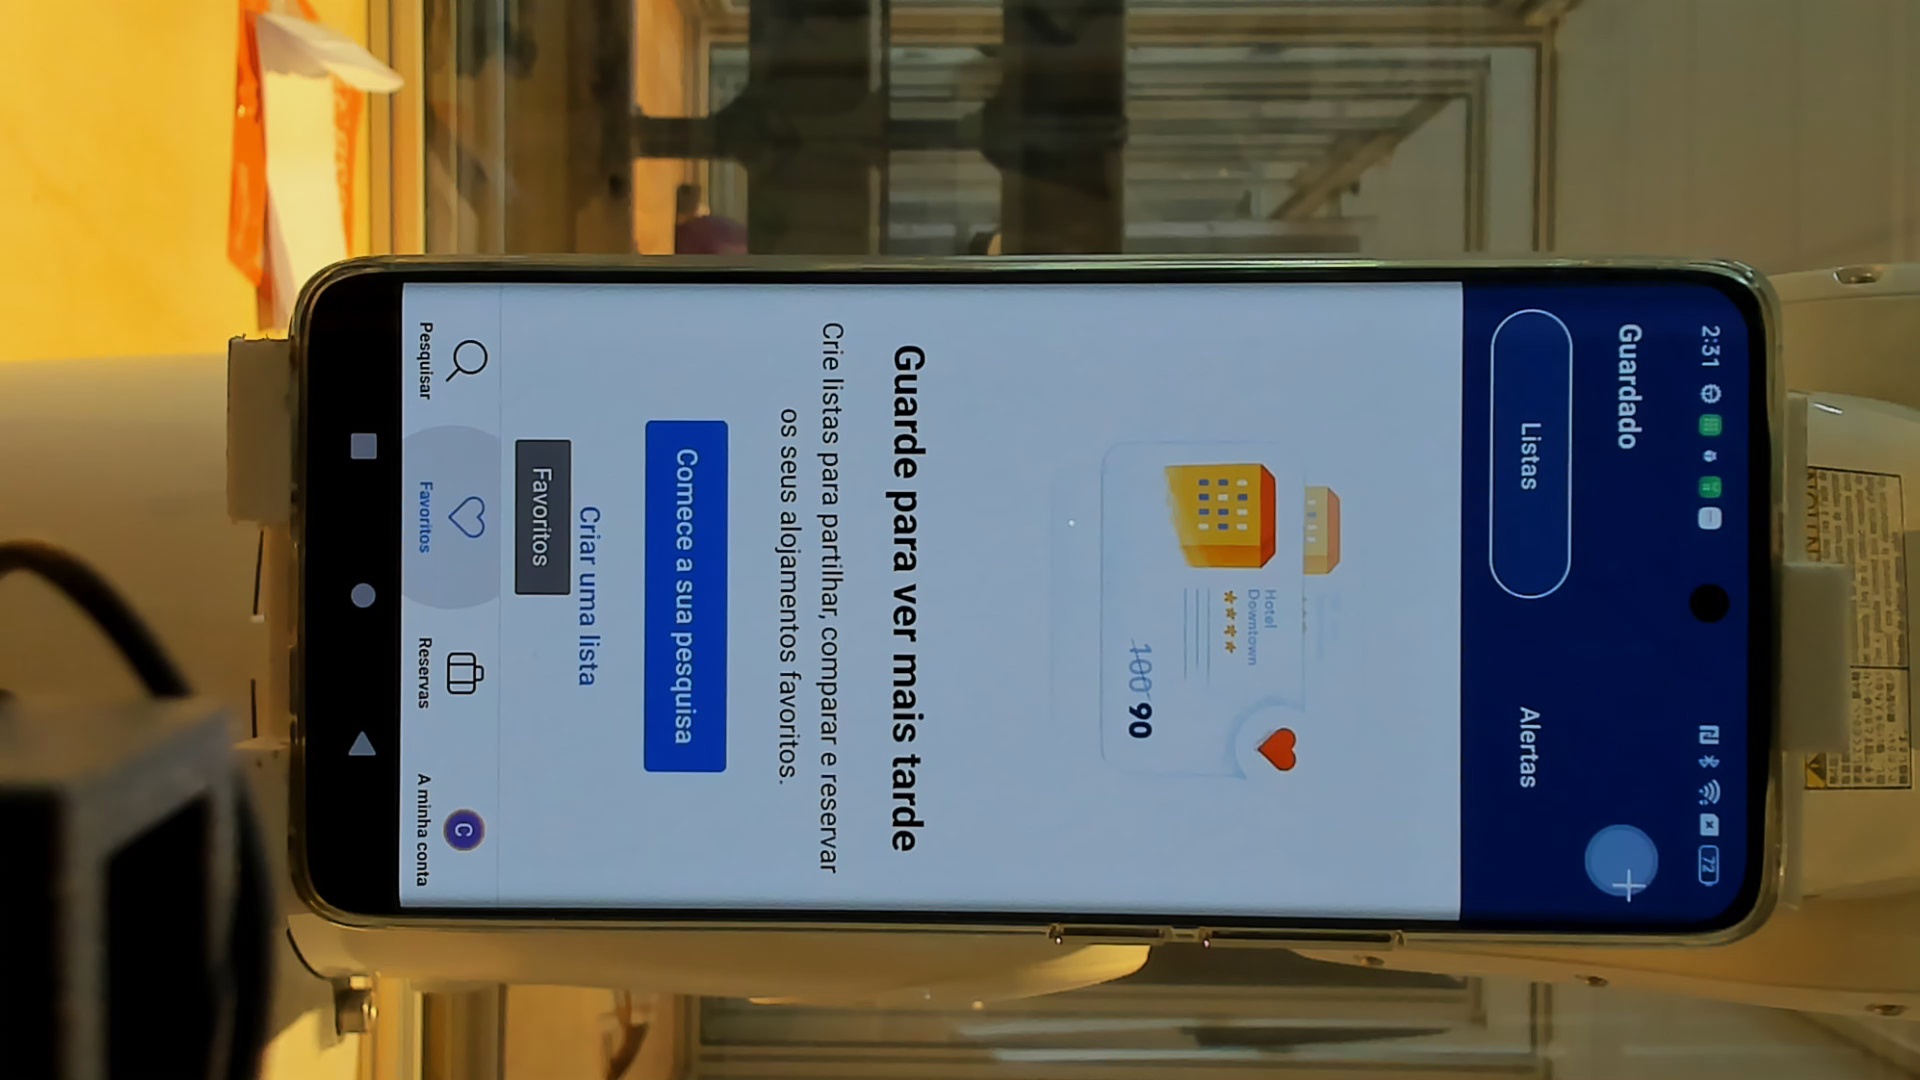 2:31
72
Guardado
Listas
Alertas
Hotel
Downtown
100 90
Guarde para ver mais tarde
Crie listas para partilhar, comparar e reservar
os seus alojamentos favoritos.
Comece a sua pesquisa
Criar uma lista
Favoritos
Pesquisar
Favoritos
Reservas
A minha conta
C